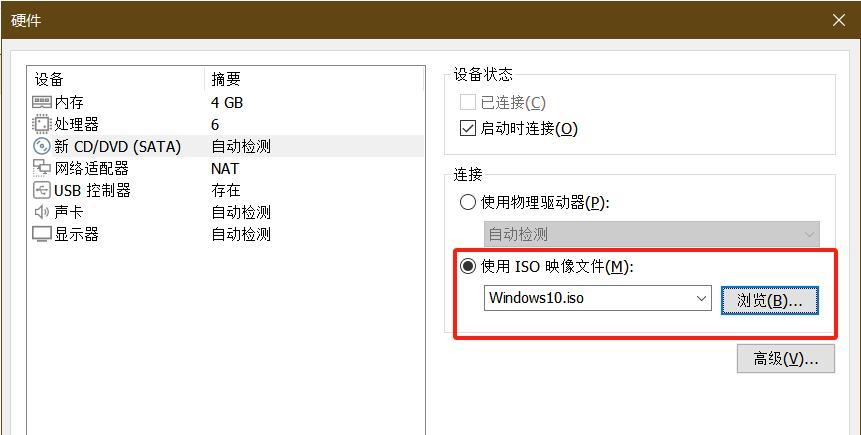 硬件
设备 摘要
内存 4 GB
处理器 6
新 CD/DVD (SATA) 自动检测
网络适配器 NAT
USB 控制器 存在
声卡 自动检测
显示器 自动检测
设备状态
已连接(C)
启动时连接(O)
连接
使用物理驱动器(P):
自动检测
使用 ISO 映像文件(M):
Windows10.iso
浏览(B)...
高级(V)...